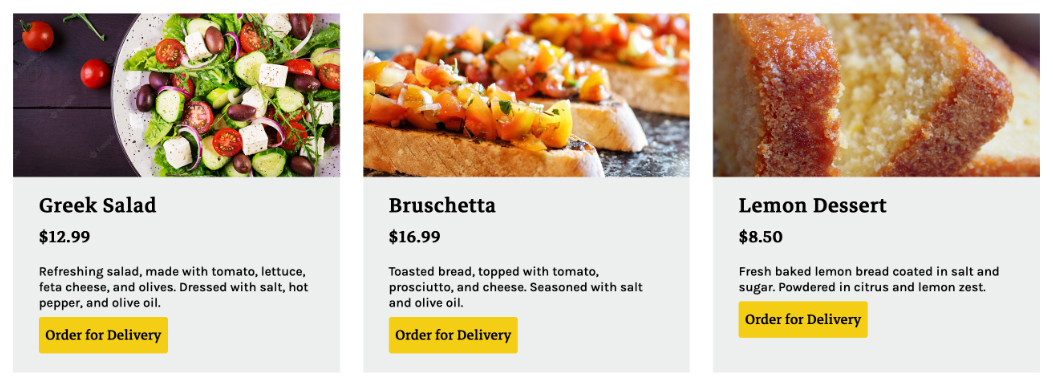 Greek Salad
$12.99
Refreshing salad, made with tomato, lettuce,
feta cheese, and olives. Dressed with salt, hot
pepper, and olive oil.
Order for Delivery
Bruschetta
$16.99
Toasted bread, topped with tomato,
prosciutto, and cheese. Seasoned with salt
and olive oil.
Order for Delivery
Lemon Dessert
$8.50
Fresh baked lemon bread coated in salt and
sugar. Powdered in citrus and lemon zest.
Order for Delivery